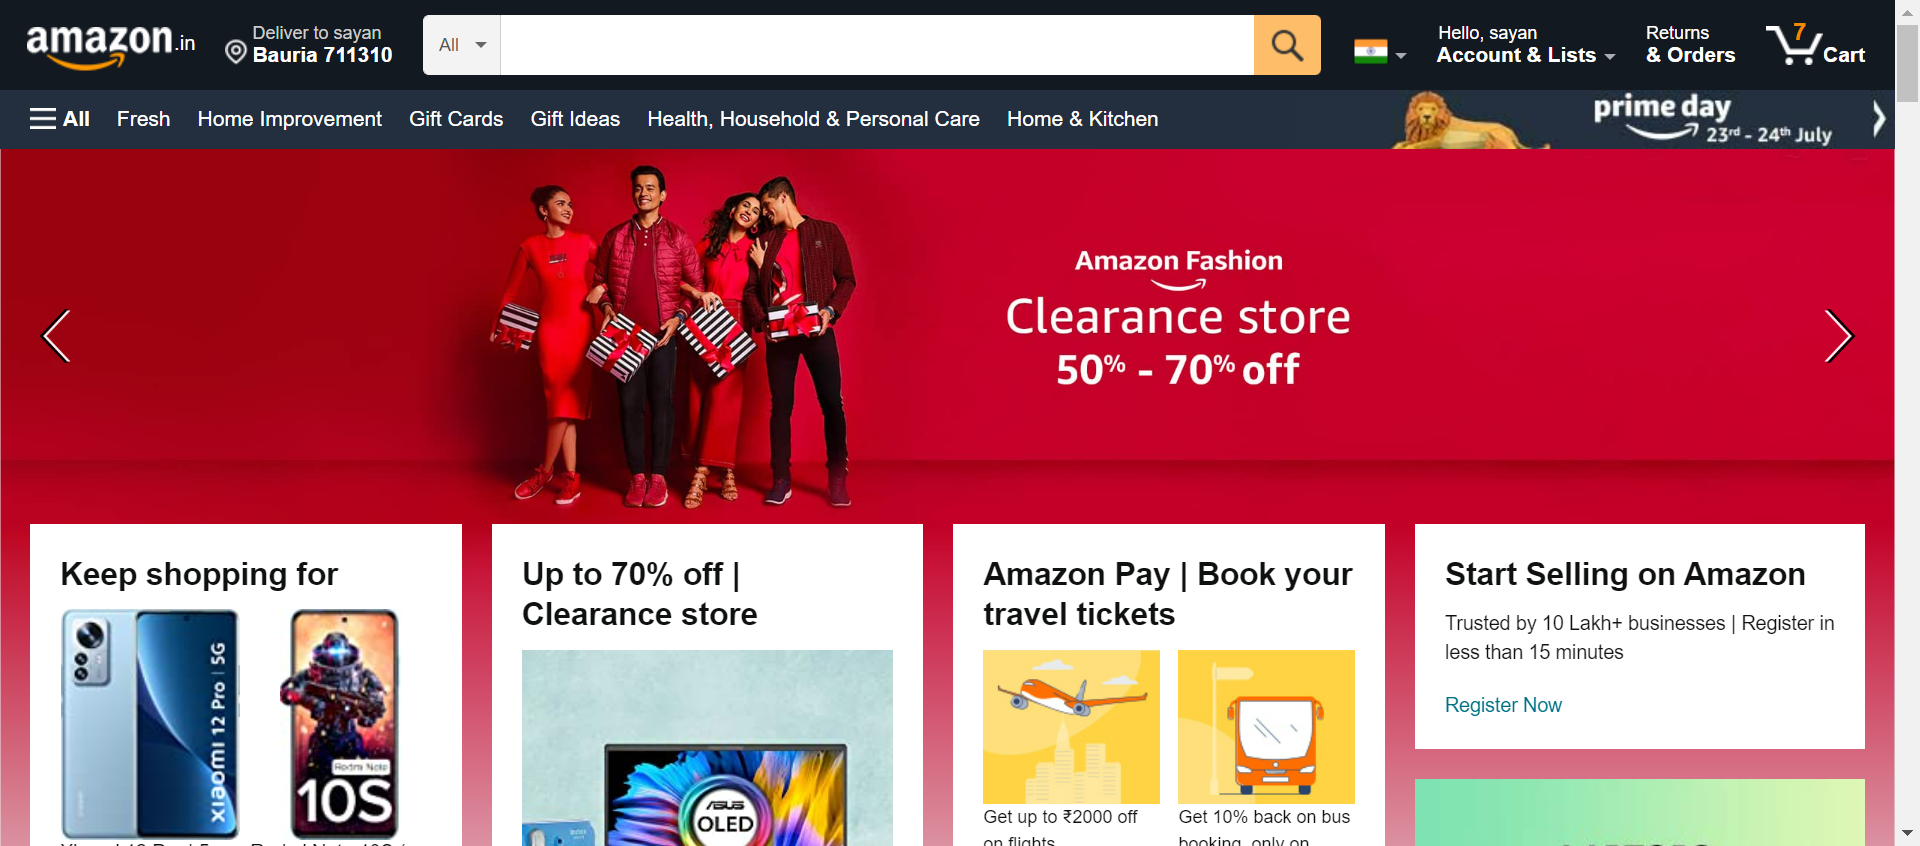 amazon.in
Deliver to sayan
Bauria 711310
All
Hello, sayan
Account & Lists
Returns
& Orders
7
Cart
All
Fresh
Home Improvement
Gift Cards
Gift Ideas
Health, Household & Personal Care
Home & Kitchen
prime day
23rd - 24th July
Amazon Fashion
Clearance store
50% - 70% off
Keep shopping for
Xiaomi 12 Pro | 5G
Redmi Note
10S
Up to 70% off |
Clearance store
ASUS
OLED
Amazon Pay | Book your
travel tickets
Get up to ₹2000 off
on flights
Get 10% back on bus
booking, only on
Start Selling on Amazon
Trusted by 10 Lakh+ businesses | Register in
less than 15 minutes
Register Now